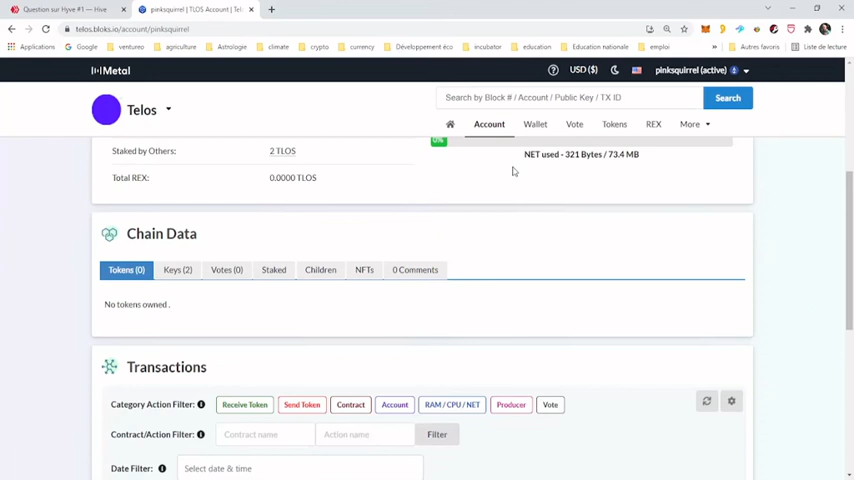 Question sur Hyve #1 — Hive
pinksquirrel | TLOS Account | Tel
telos.bloks.io/account/pinksquirrel
Applications Google ventureo agriculture Astrologie climate crypto currency Développement éco incubator education Education nationale emploi » Autres favoris Liste de lecture
Metal USD ($) pinksquirrel (active)
Telos Search by Block # / Account / Public Key / TX ID Search
Account Wallet Vote Tokens REX More
Staked by Others: 2 TLOS 0%
NET used - 321 Bytes / 73.4 MB
Total REX: 0.0000 TLOS
Chain Data
Tokens (0) Keys (2) Votes (0) Staked Children NFTs 0 Comments
No tokens owned .
Transactions
Category Action Filter: Receive Token Send Token Contract Account RAM / CPU / NET Producer Vote
Contract/Action Filter: Contract name Action name Filter
Date Filter: Select date & time